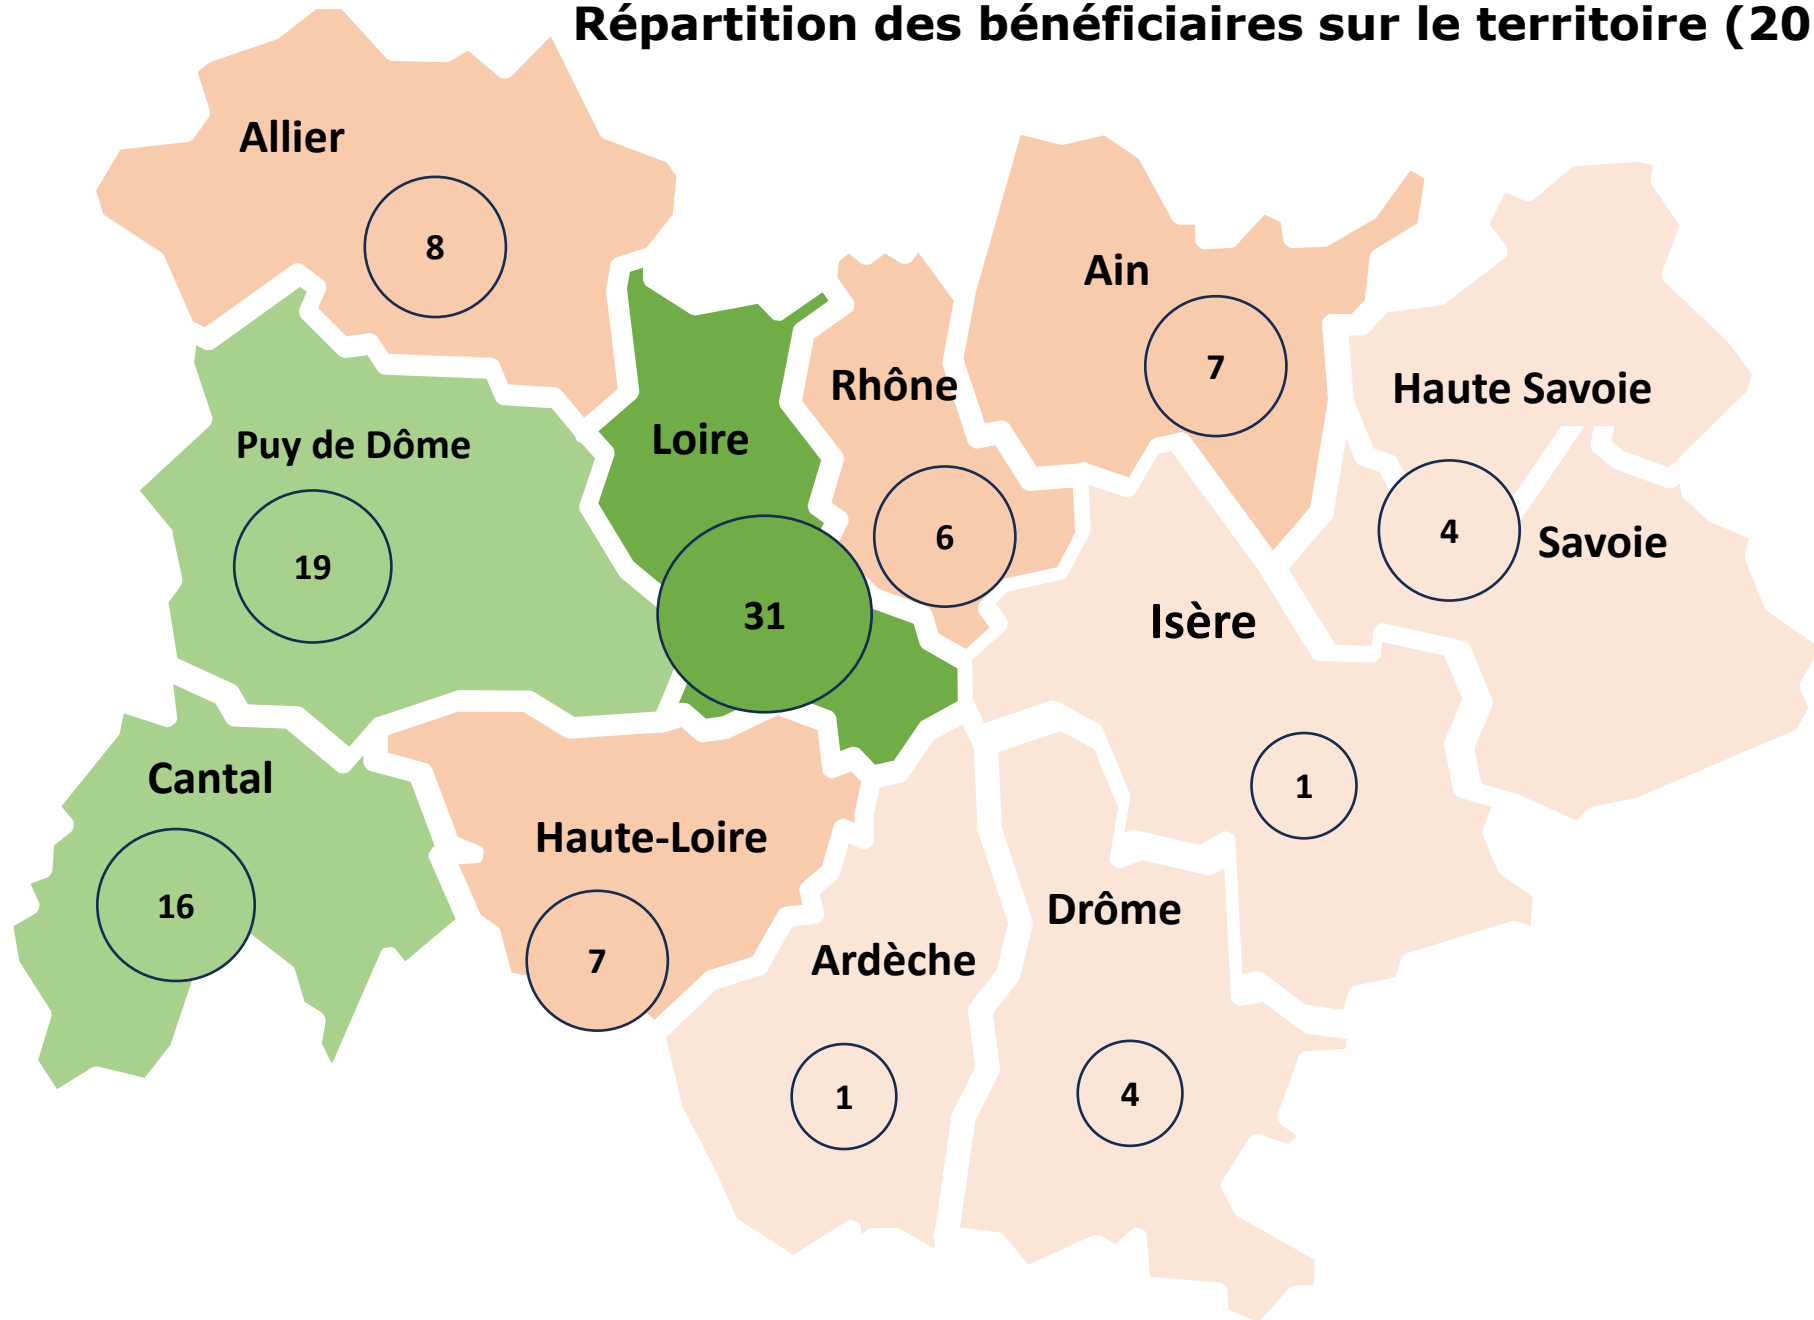 Répartition des bénéficiaires sur le territoire (20
Allier
8
Ain
7
Rhône
6
Haute Savoie
4
Savoie
Loire
31
Puy de Dôme
19
Isère
1
Cantal
16
Haute-Loire
7
Drôme
4
Ardèche
1